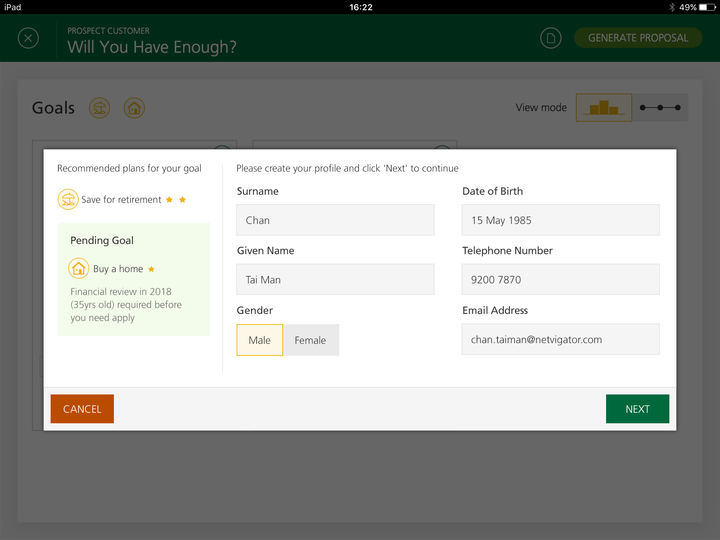 iPad
16:22
49%
PROSPECT CUSTOMER
Will You Have Enough?
GENERATE PROPOSAL
Goals
View mode
Recommended plans for your goal
Save for retirement
Pending Goal
Buy a home
Financial review in 2018
(35yrs old) required before
you need apply
Please create your profile and click 'Next' to continue
Surname
Chan
Date of Birth
15 May 1985
Given Name
Tai Man
Telephone Number
9200 7870
Gender
Male
Female
Email Address
chan.taiman@netvigator.com
CANCEL
NEXT